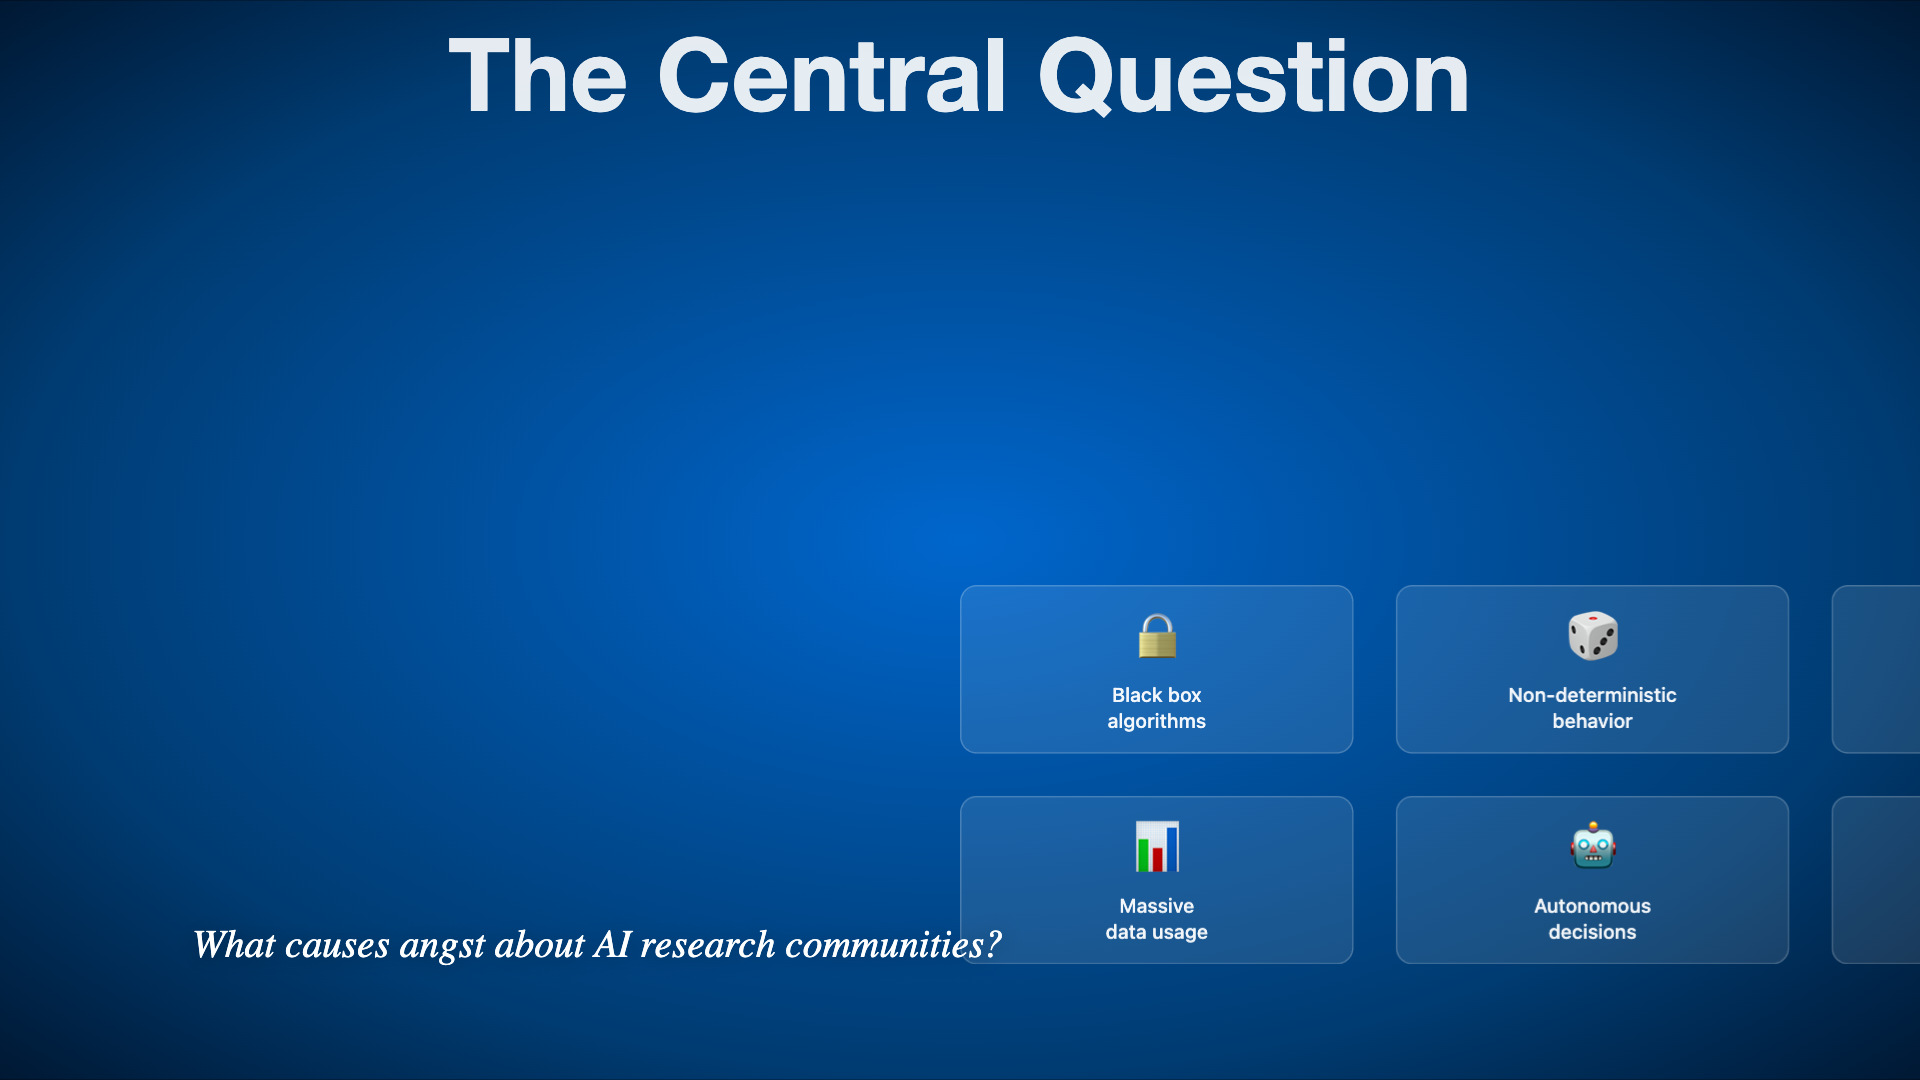 The Central Question
Black box
algorithms
Non-deterministic
behavior
Massive
data usage
Autonomous
decisions
What causes angst about AI research communities?